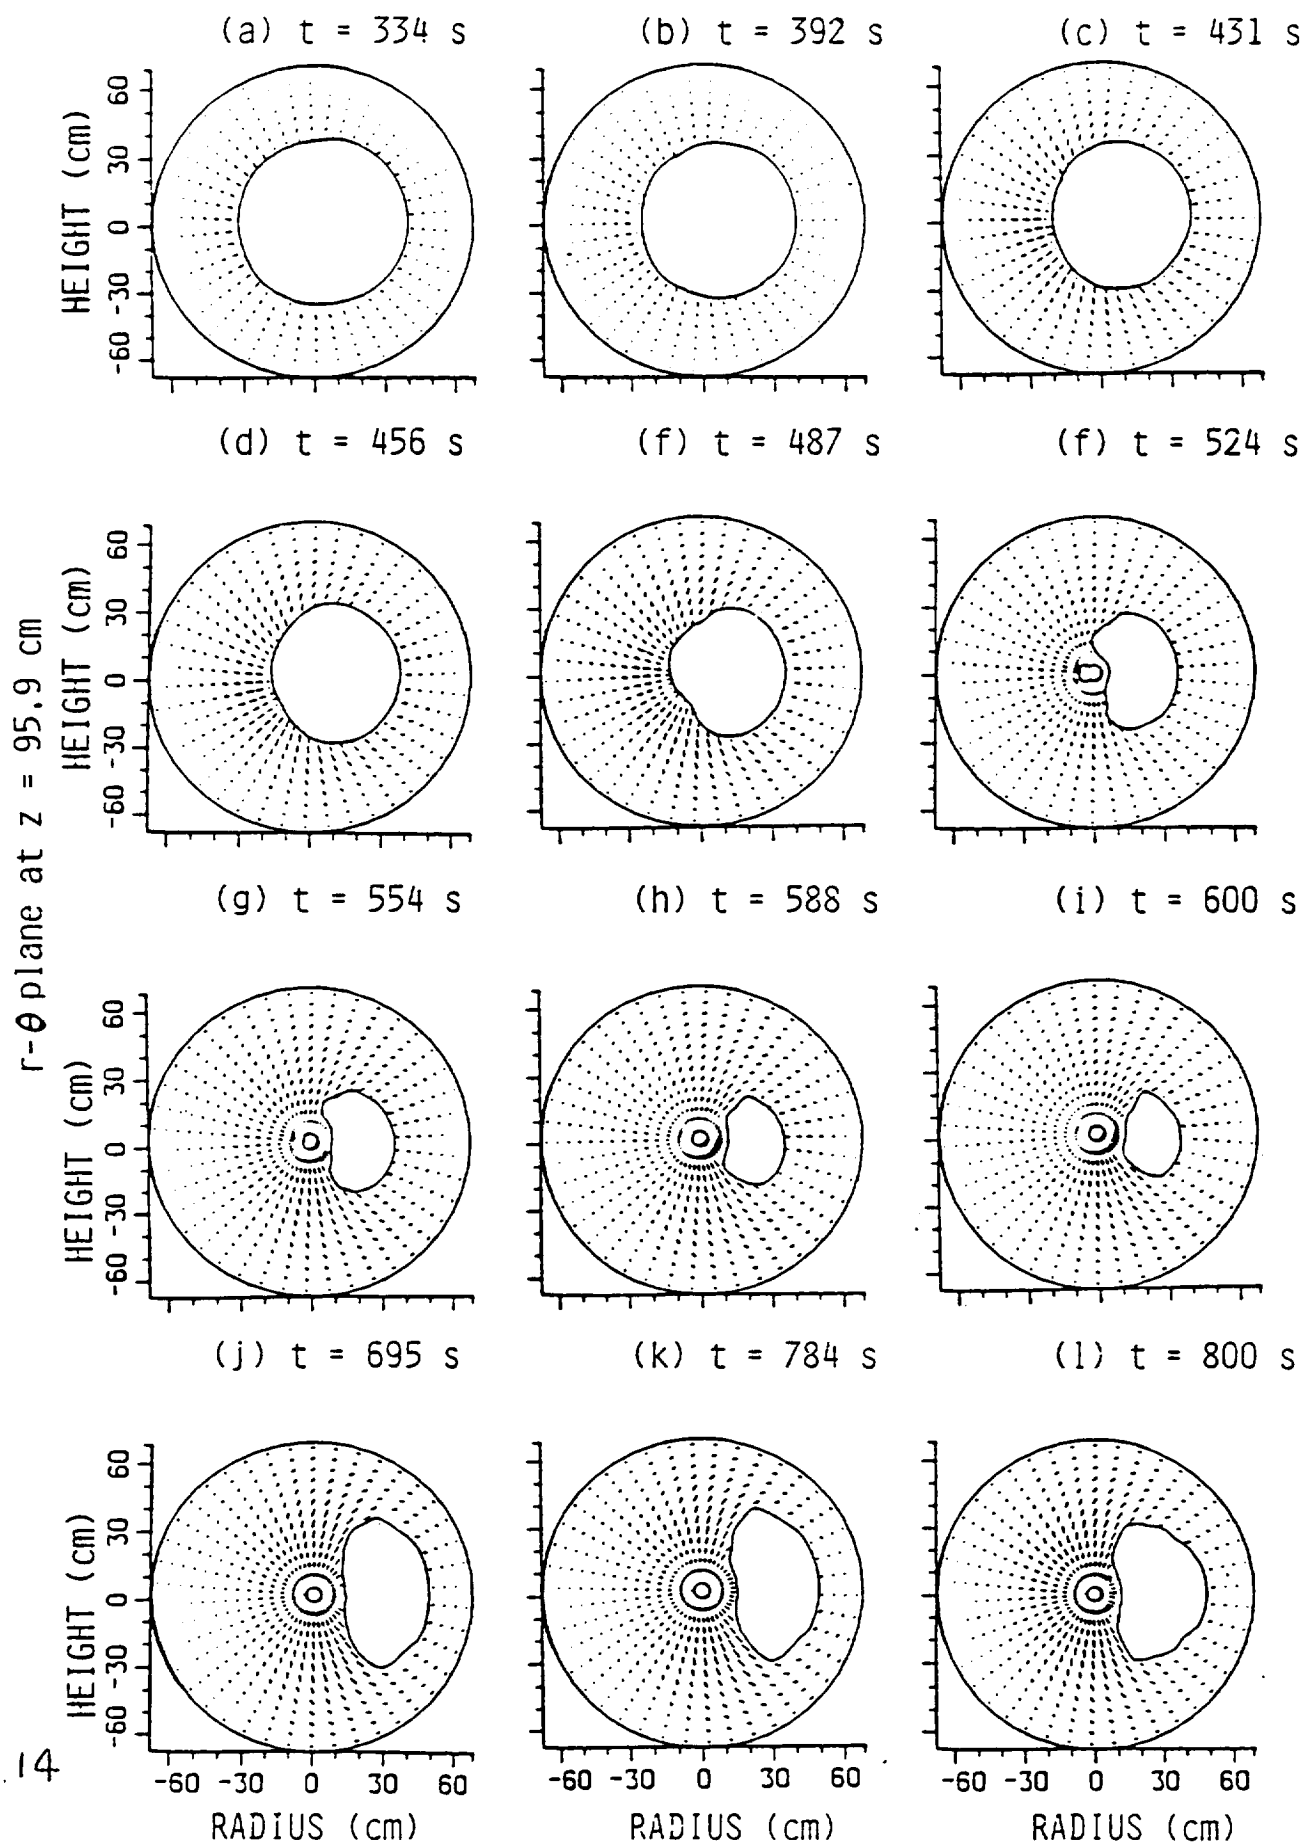 (a) t = 334 s
(b) t = 392 s
(c) t = 431 s
HEIGHT (cm)
60
30
0
-30
-60
(d) t = 456 s
(f) t = 487 s
(f) t = 524 s
r-θ plane at z = 95.9 cm
HEIGHT (cm)
60
30
0
-30
-60
(g) t = 554 s
(h) t = 588 s
(i) t = 600 s
HEIGHT (cm)
60
30
0
-30
-60
(j) t = 695 s
(k) t = 784 s
(l) t = 800 s
HEIGHT (cm)
60
30
0
-30
-60
-60 -30 0 30 60
-60 -30 0 30 60
-60 -30 0 30 60
RADIUS (cm)
RADIUS (cm)
RADIUS (cm)
14